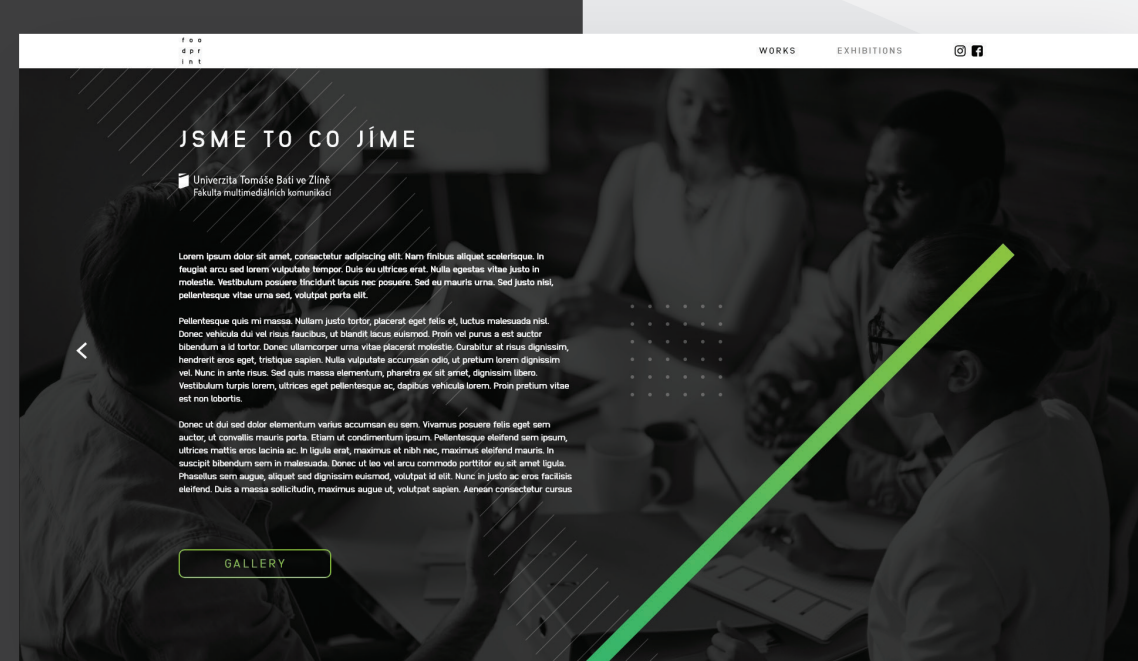 foo
dpr
int
WORKS EXHIBITIONS
JSME TO CO JÍME
Univerzita Tomáše Bati ve Zlíně
Fakulta multimediálních komunikací
Lorem ipsum dolor sit amet, consectetur adipiscing elit. Nam finibus aliquet scelerisque. In
feugiat arcu sed lorem vulputate tempor. Duis eu ultrices erat. Nulla egestas vitae justo in
molestie. Vestibulum posuere tincidunt lacus nec posuere. Sed eu mauris urna. Sed justo nisi,
pellentesque vitae urna sed, volutpat porta elit.
Pellentesque quis mi massa. Nullam justo tortor, placerat eget felis et, luctus malesuada nisl.
Donec vehicula dui vel risus faucibus, ut blandit lacus euismod. Proin vel purus a est auctor
bibendum a id tortor. Donec ullamcorper urna vitae placerat molestie. Curabitur at risus dignissim,
hendrerit eros eget, tristique sapien. Nulla vulputate accumsan odio, ut pretium lorem dignissim
vel. Nunc in ante risus. Sed quis massa elementum, pharetra ex sit amet, dignissim libero.
Vestibulum turpis lorem, ultrices eget pellentesque ac, dapibus vehicula lorem. Proin pretium vitae
est non lobortis.
Donec ut dui sed dolor elementum varius accumsan eu sem. Vivamus posuere felis eget sem
auctor, ut convallis mauris porta. Etiam ut condimentum ipsum. Pellentesque eleifend sem ipsum,
ultrices mattis eros lacinia ac. In ligula erat, maximus et nibh nec, maximus eleifend mauris. In
suscipit bibendum sem in malesuada. Donec ut leo vel arcu commodo porttitor eu sit amet ligula.
Phasellus sem augue, aliquet sed dignissim euismod, volutpat id elit. Nunc in justo ac eros facilisis
eleifend. Duis a massa sollicitudin, maximus augue ut, volutpat sapien. Aenean consectetur cursus
GALLERY